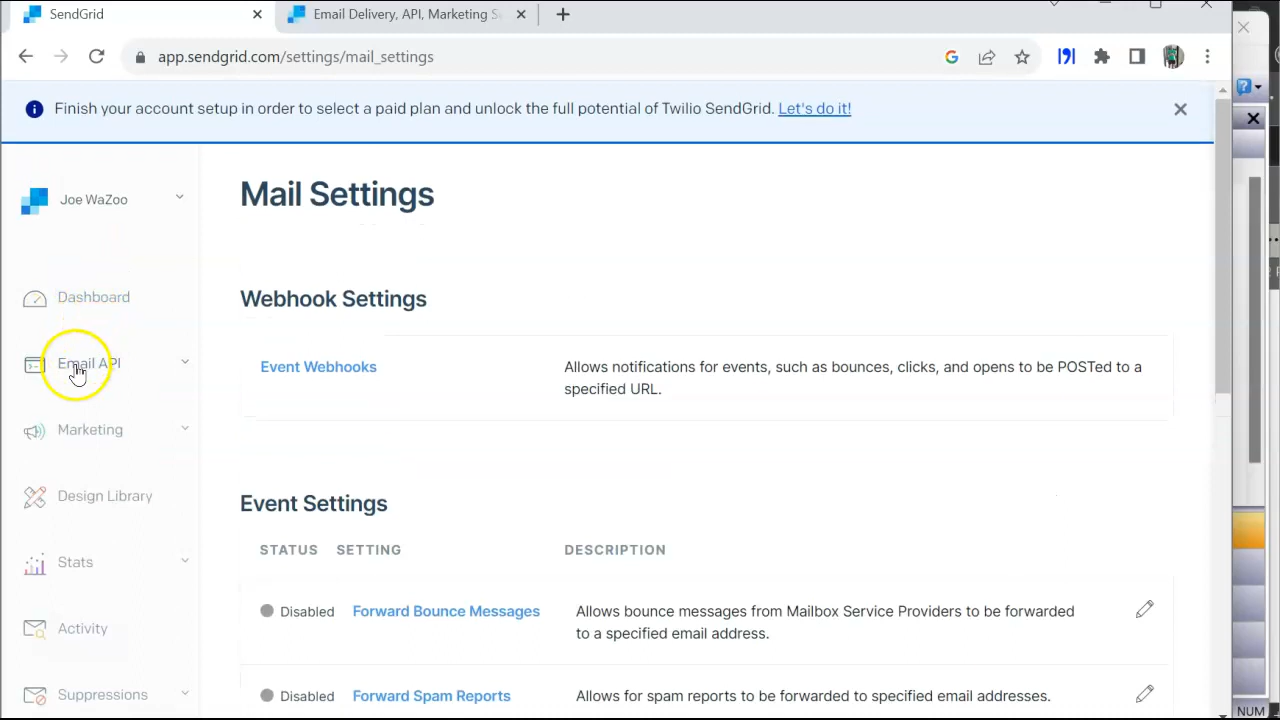 SendGrid
Email Delivery, API, Marketing S
app.sendgrid.com/settings/mail_settings
Finish your account setup in order to select a paid plan and unlock the full potential of Twilio SendGrid. Let's do it!
Joe WaZoo
Mail Settings
Dashboard
Webhook Settings
Email API
Event Webhooks
Allows notifications for events, such as bounces, clicks, and opens to be POSTed to a
specified URL.
Marketing
Design Library
Event Settings
STATUS SETTING DESCRIPTION
Stats
Disabled Forward Bounce Messages
Allows bounce messages from Mailbox Service Providers to be forwarded
to a specified email address.
Activity
Suppressions
Disabled Forward Spam Reports
Allows for spam reports to be forwarded to specified email addresses.
NUM